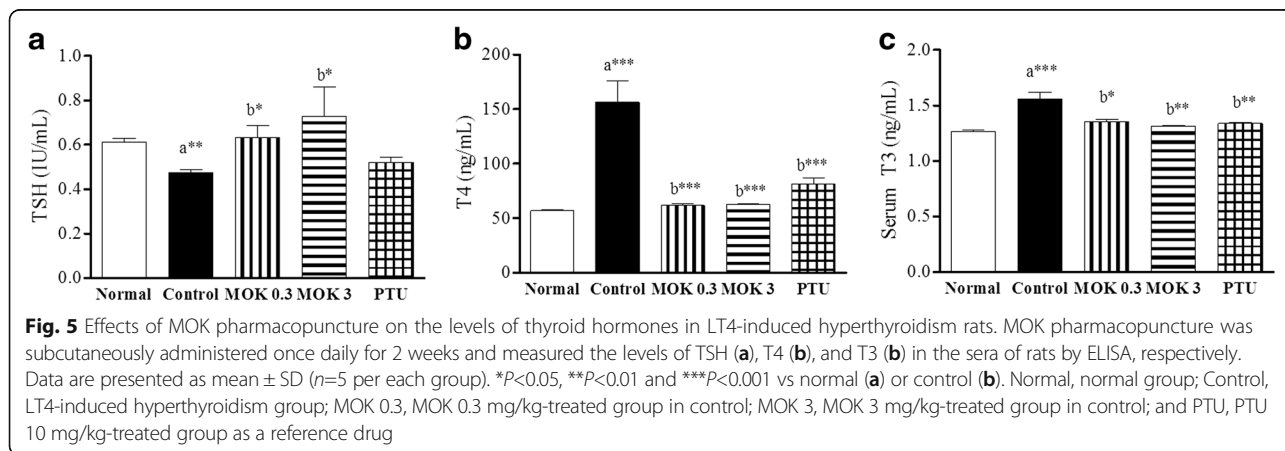 a
TSH (IU/mL)
1.0
0.8
0.6
0.4
0.2
0.0
a**
b*
b*
Normal Control MOK 0.3 MOK 3 PTU
b
T4 (ng/mL)
200
150
100
50
0
a***
b***
b***
b***
Normal Control MOK 0.3 MOK 3 PTU
c
Serum T3 (ng/mL)
2.0
1.5
1.0
0.5
0.0
a***
b*
b**
b**
Normal Control MOK 0.3 MOK 3 PTU
Fig. 5 Effects of MOK pharmacopuncture on the levels of thyroid hormones in LT4-induced hyperthyroidism rats. MOK pharmacopuncture was
subcutaneously administered once daily for 2 weeks and measured the levels of TSH (a), T4 (b), and T3 (b) in the sera of rats by ELISA, respectively.
Data are presented as mean ± SD (n=5 per each group). *P<0.05, **P<0.01 and ***P<0.001 vs normal (a) or control (b). Normal, normal group; Control,
LT4-induced hyperthyroidism group; MOK 0.3, MOK 0.3 mg/kg-treated group in control; MOK 3, MOK 3 mg/kg-treated group in control; and PTU, PTU
10 mg/kg-treated group as a reference drug